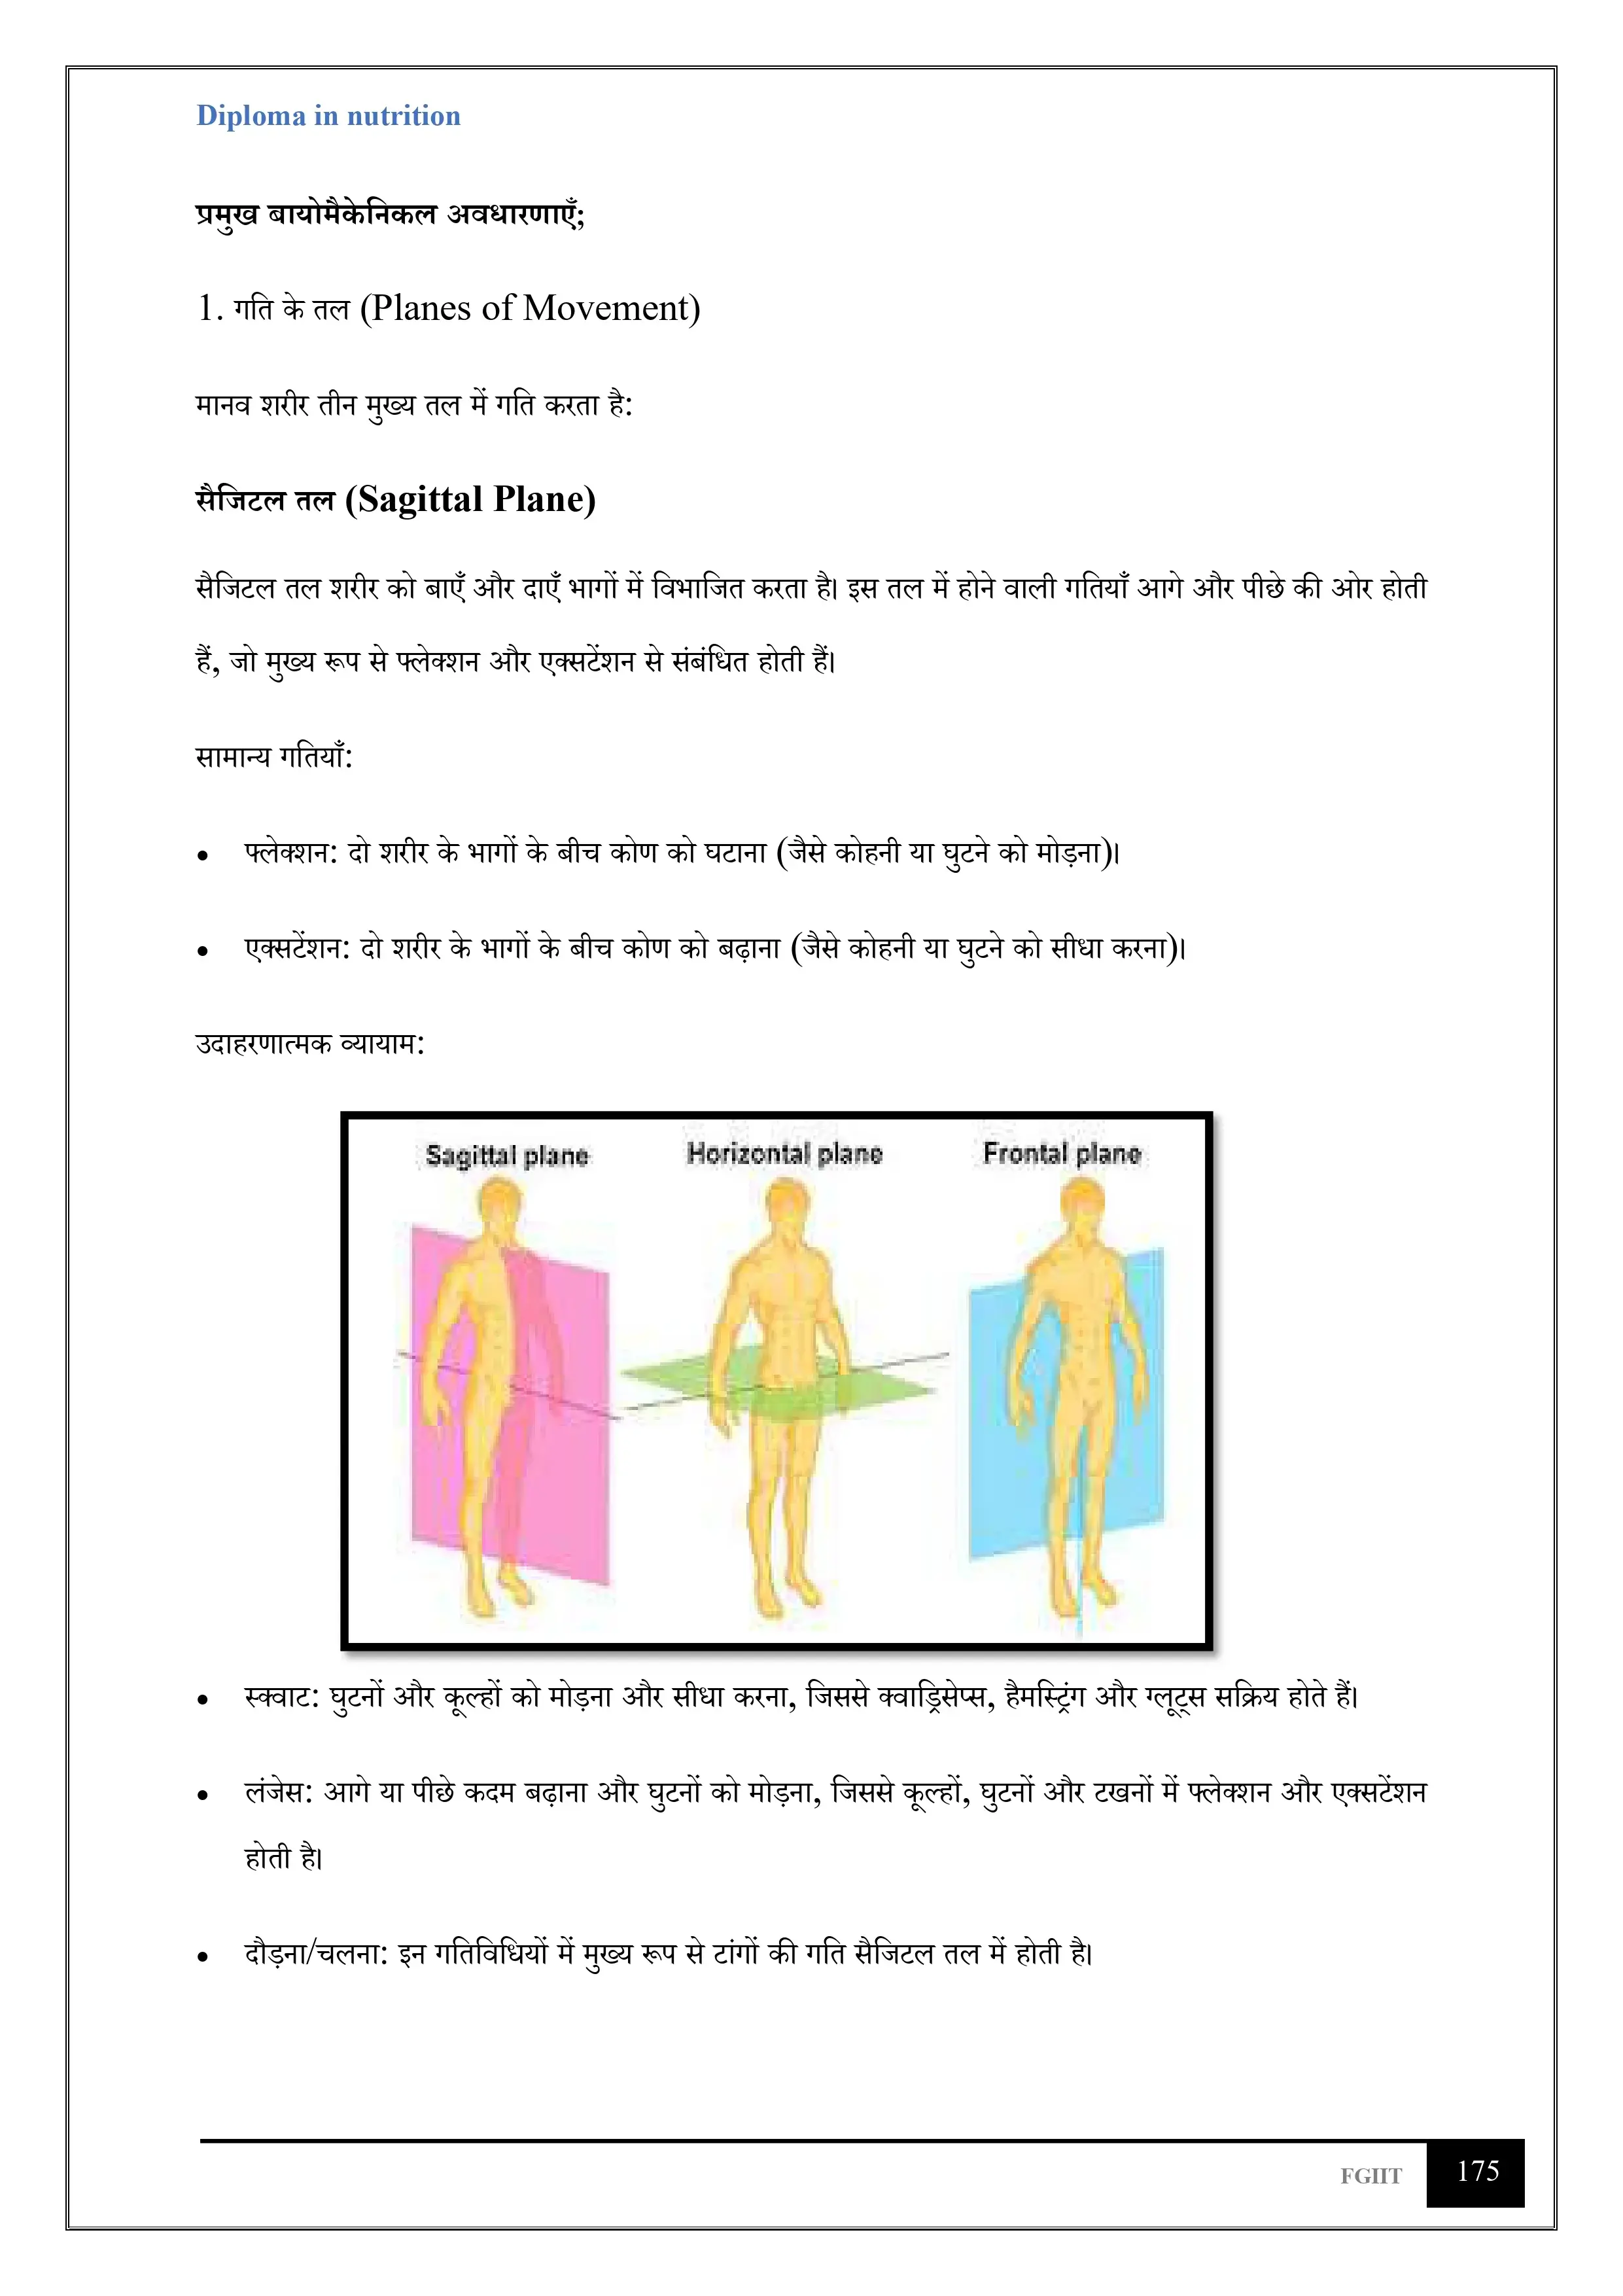 Diploma in nutrition
प्रमुख बायोमैकेनिकल अवधारणाएँ;
1. गति के तल (Planes of Movement)
मानव शरीर तीन मुख्य तल में गति करता है:
सैजिटल तल (Sagittal Plane)
सैजिटल तल शरीर को बाएँ और दाएँ भागों में विभाजित करता है। इस तल में होने वाली गतियाँ आगे और पीछे की ओर होती
हैं, जो मुख्य रूप से फ्लेक्शन और एक्सटेंशन से संबंधित होती हैं।
सामान्य गतियाँ:
• फ्लेक्शन: दो शरीर के भागों के बीच कोण को घटाना (जैसे कोहनी या घुटने को मोड़ना)।
• एक्सटेंशन: दो शरीर के भागों के बीच कोण को बढ़ाना (जैसे कोहनी या घुटने को सीधा करना)।
उदाहरणात्मक व्यायाम:
Sagittal plane Horizontal plane Frontal plane
• स्क्वाट: घुटनों और कूल्हों को मोड़ना और सीधा करना, जिससे क्वाड्रिसेप्स, हैमस्ट्रिंग और ग्लूट्स सक्रिय होते हैं।
• लंजेस: आगे या पीछे कदम बढ़ाना और घुटनों को मोड़ना, जिससे कूल्हों, घुटनों और टखनों में फ्लेक्शन और एक्सटेंशन
होती है।
• दौड़ना/चलना: इन गतिविधियों में मुख्य रूप से टांगों की गति सैजिटल तल में होती है।
FGIIT 175